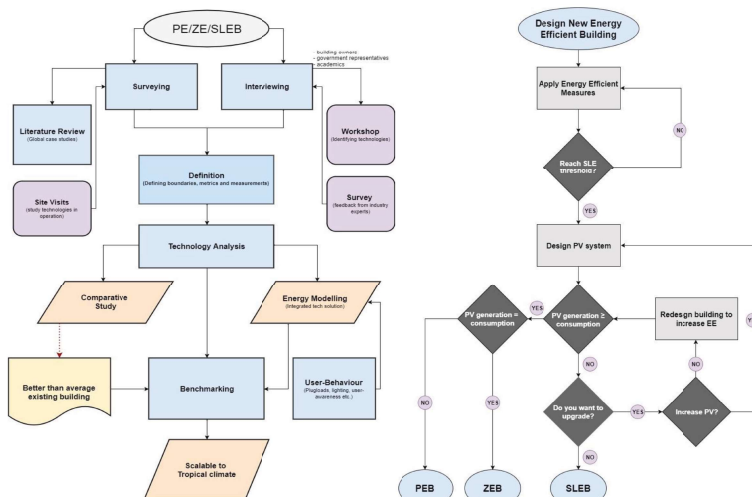 PE/ZE/SLEB
- building owners
- government representatives
- academics
Surveying
Interviewing
Literature Review
(Global case studies)
Workshop
(Identifying technologies)
Definition
(Defining boundaries, metrics and measurements)
Site Visits
(study technologies in
operation)
Survey
(feedback from industry
experts)
Technology Analysis
Comparative
Study
Energy Modelling
(Integrated tech solution)
Better than average
existing building
Benchmarking
User-Behaviour
(Plugloads, lighting, user-
awareness etc.)
Scalable to
Tropical climate
Design New Energy
Efficient Building
Apply Energy Efficient
Measures
NO
Reach SLE
threshold?
YES
Design PV system
PV generation =
consumption
YES
PV generation ≥
consumption
Redesgn building to
increase EE
NO
NO
NO
YES
Do you want to
upgrade?
YES
Increase PV?
NO
PEB
ZEB
SLEB